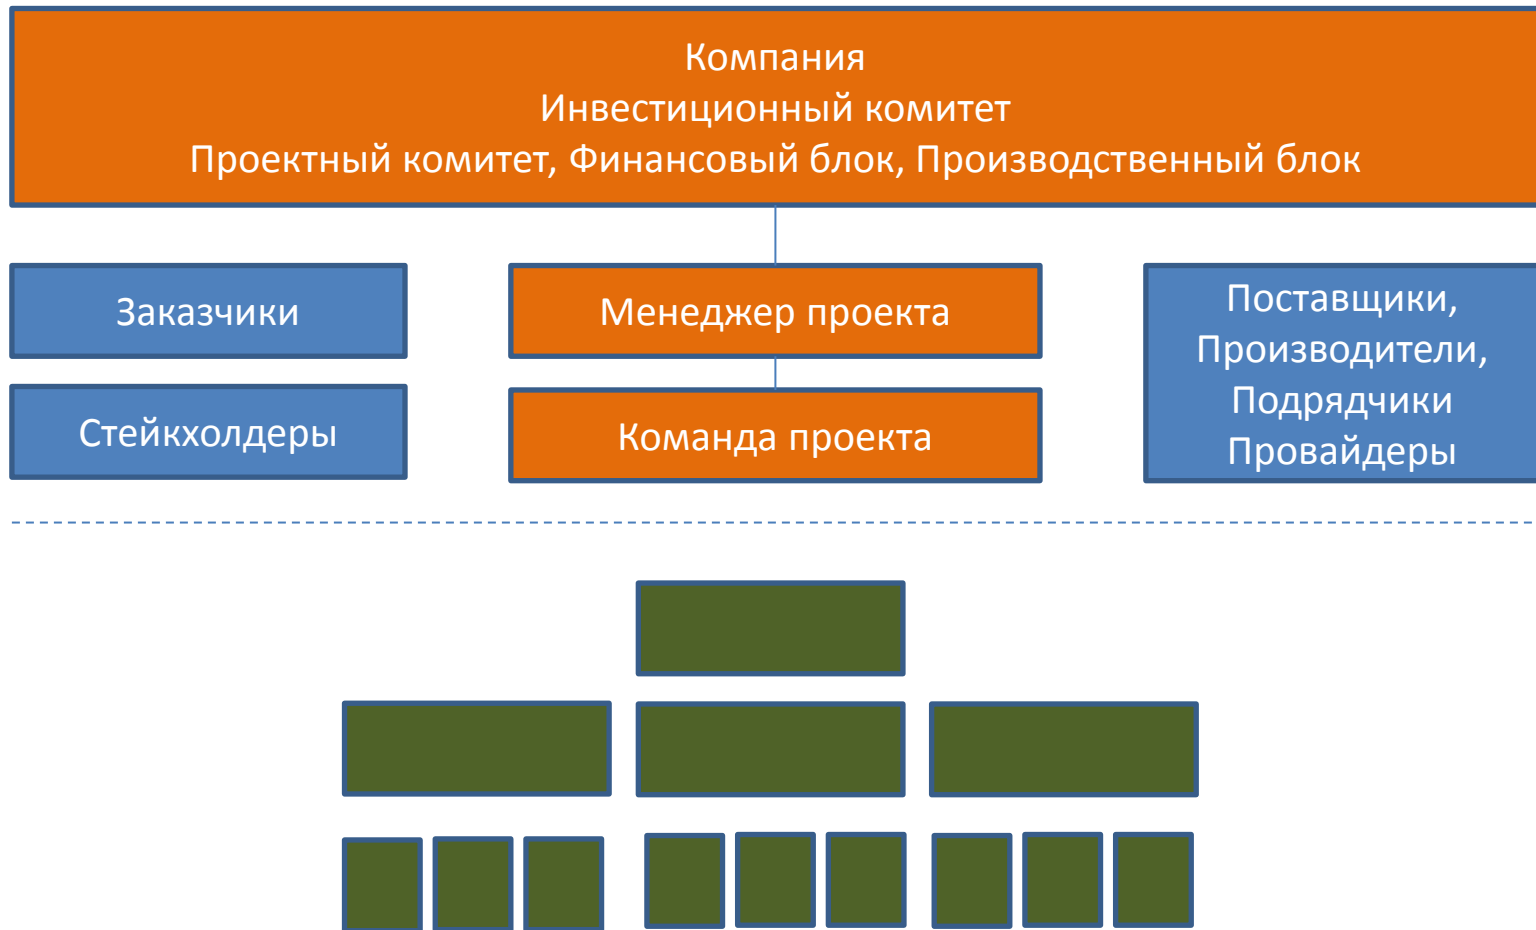 Компания
Инвестиционный комитет
Проектный комитет, Финансовый блок, Производственный блок
Заказчики
Стейкхолдеры
Менеджер проекта
Команда проекта
Поставщики,
Производители,
Подрядчики
Провайдеры